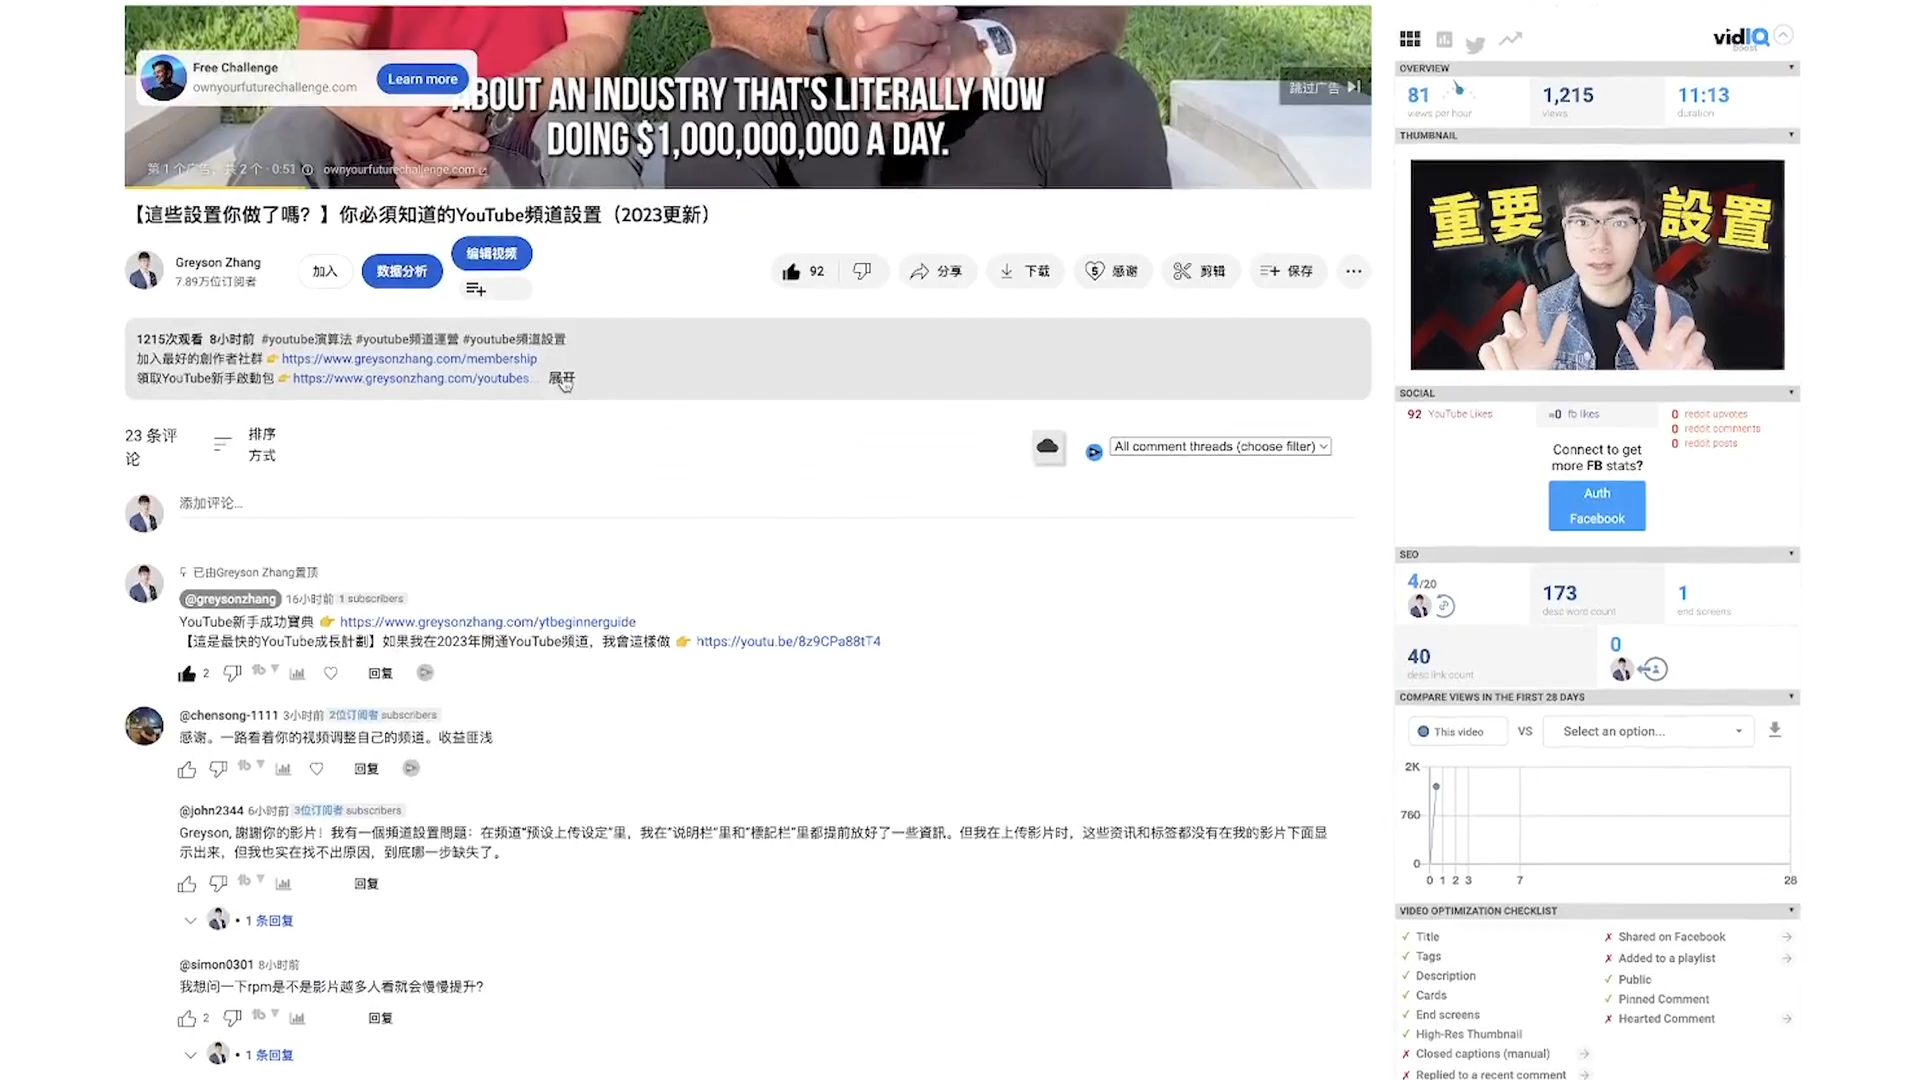 Free Challenge
ownyourfuturechallenge.com
Learn more
ABOUT AN INDUSTRY THAT'S LITERALLY NOW
DOING $1,000,000,000 A DAY.
跳过广告
第 1 个广告，共 2 个 · 0:51 ownyourfuturechallenge.com
【這些設置你做了嗎？】你必須知道的YouTube頻道設置（2023更新）
Greyson Zhang
7.89万位订阅者
加入
数据分析
编辑视频
92
分享
下载
感谢
剪辑
保存
1215次观看 8小时前 #youtube演算法 #youtube頻道運營 #youtube頻道設置
加入最好的創作者社群 👉 https://www.greysonzhang.com/membership
領取YouTube新手啟動包 👉 https://www.greysonzhang.com/youtubes... 展开
23 条评论
排序方式
All comment threads (choose filter)
添加评论...
已由Greyson Zhang置顶
@greysonzhang 16小时前 1 subscribers
YouTube新手成功寶典 👉 https://www.greysonzhang.com/ytbeginnerguide
【這是最快的YouTube成長計劃】如果我在2023年開通YouTube頻道，我會這樣做 👉 https://youtu.be/8z9CPa88tT4
2
回复
@chensong-1111 3小时前 2位订阅者 subscribers
感谢。一路看着你的视频调整自己的频道。收益匪浅
回复
@john2344 6小时前 3位订阅者 subscribers
Greyson, 謝謝你的影片！我有一個頻道設置問題：在頻道“预设上传设定”里，我在“说明栏”里和“標記栏”里都提前放好了一些資訊。但我在上传影片时，这些资讯和标签都没有在我的影片下面显
示出来，但我也实在找不出原因，到底哪一步缺失了。
回复
• 1 条回复
@simon0301 8小时前
我想问一下rpm是不是影片越多人看就会慢慢提升?
2
回复
• 1 条回复
vidIQ
boost
OVERVIEW
81
views per hour
1,215
views
11:13
duration
THUMBNAIL
重要 設置
SOCIAL
92 YouTube Likes
≈0 fb likes
0 reddit upvotes
0 reddit comments
0 reddit posts
Connect to get
more FB stats?
Auth
Facebook
SEO
4/20
173
desc word count
1
end screens
40
desc link count
0
COMPARE VIEWS IN THE FIRST 28 DAYS
This video
VS
Select an option...
2K
760
0
0 1 2 3 7 28
VIDEO OPTIMIZATION CHECKLIST
✓ Title
✓ Tags
✓ Description
✓ Cards
✓ End screens
✓ High-Res Thumbnail
✗ Closed captions (manual)
✗ Replied to a recent comment
✗ Shared on Facebook
✗ Added to a playlist
✓ Public
✓ Pinned Comment
✗ Hearted Comment